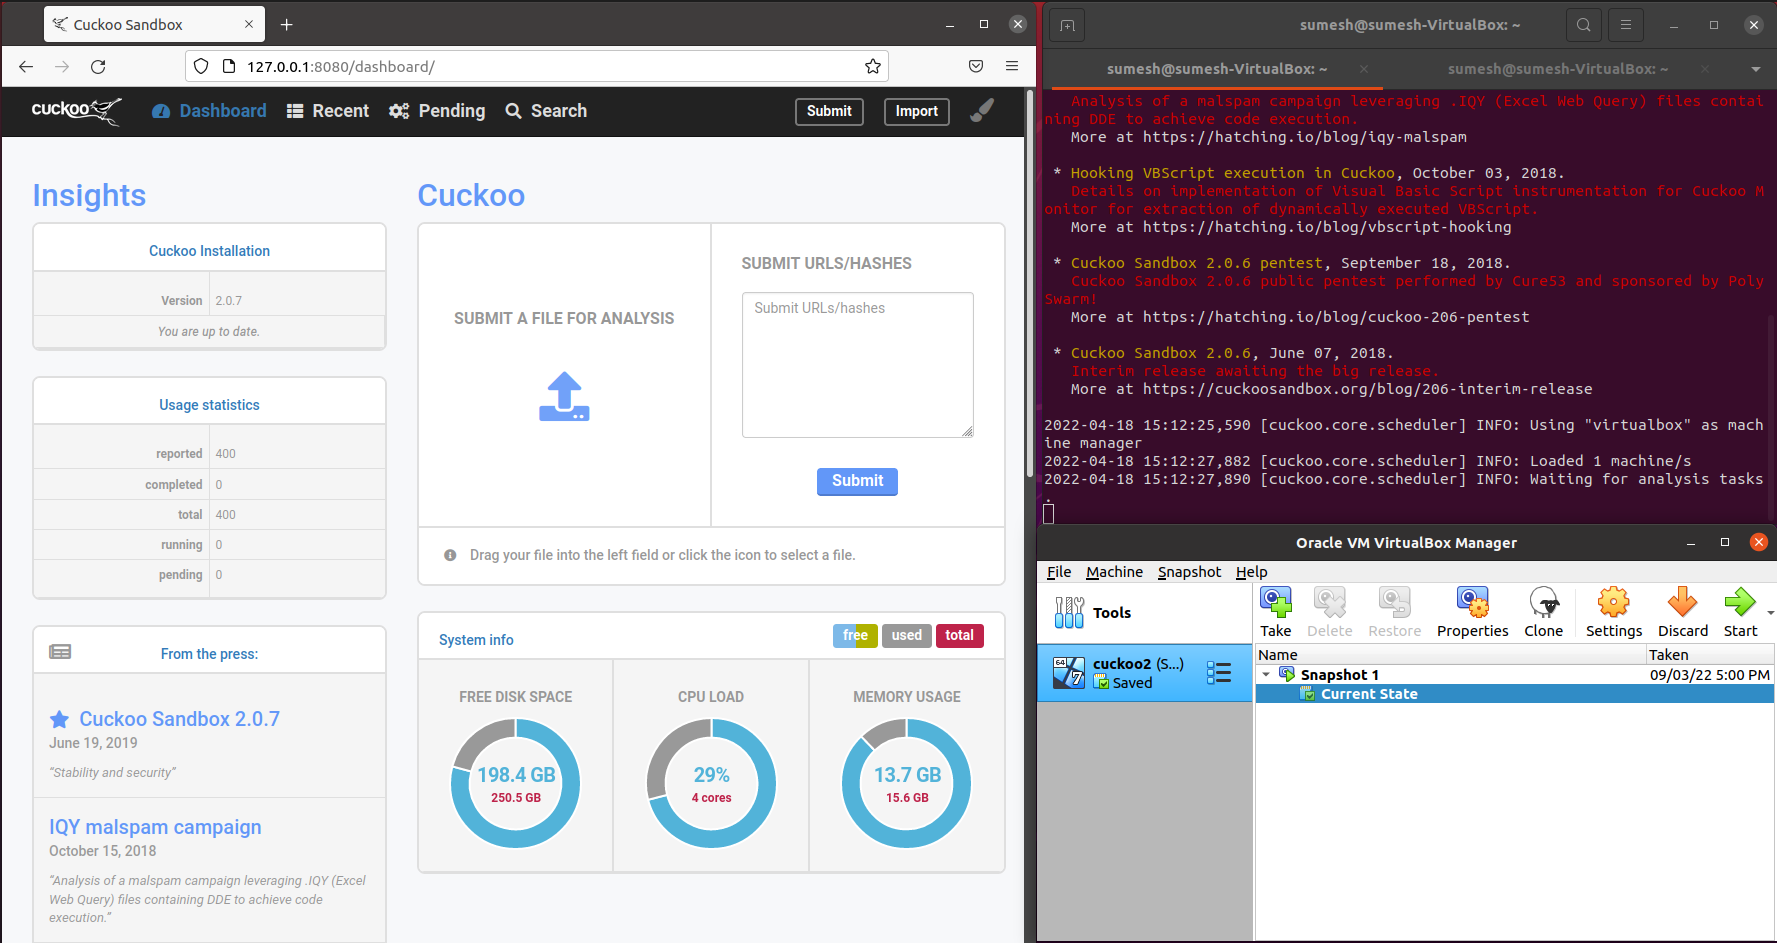 Cuckoo Sandbox
127.0.0.1:8080/dashboard/
cuckoo
Dashboard
Recent
Pending
Search
Submit
Import
Insights
Cuckoo Installation
Version 2.0.7
You are up to date.
Usage statistics
reported 400
completed 0
total 400
running 0
pending 0
From the press:
Cuckoo Sandbox 2.0.7
June 19, 2019
"Stability and security"
IQY malspam campaign
October 15, 2018
"Analysis of a malspam campaign leveraging .IQY (Excel
Web Query) files containing DDE to achieve code
execution."
Cuckoo
SUBMIT A FILE FOR ANALYSIS
SUBMIT URLS/HASHES
Submit URLs/hashes
Submit
Drag your file into the left field or click the icon to select a file.
System info
free
used
total
FREE DISK SPACE
198.4 GB
250.5 GB
CPU LOAD
29%
4 cores
MEMORY USAGE
13.7 GB
15.6 GB
sumesh@sumesh-VirtualBox: ~
sumesh@sumesh-VirtualBox: ~
sumesh@sumesh-VirtualBox: ~
Analysis of a malspam campaign leveraging .IQY (Excel Web Query) files contai
ning DDE to achieve code execution.
More at https://hatching.io/blog/iqy-malspam
* Hooking VBScript execution in Cuckoo, October 03, 2018.
Details on implementation of Visual Basic Script instrumentation for Cuckoo M
onitor for extraction of dynamically executed VBScript.
More at https://hatching.io/blog/vbscript-hooking
* Cuckoo Sandbox 2.0.6 pentest, September 18, 2018.
Cuckoo Sandbox 2.0.6 public pentest performed by Cure53 and sponsored by Poly
Swarm!
More at https://hatching.io/blog/cuckoo-206-pentest
* Cuckoo Sandbox 2.0.6, June 07, 2018.
Interim release awaiting the big release.
More at https://cuckoosandbox.org/blog/206-interim-release
2022-04-18 15:12:25,590 [cuckoo.core.scheduler] INFO: Using "virtualbox" as mach
ine manager
2022-04-18 15:12:27,882 [cuckoo.core.scheduler] INFO: Loaded 1 machine/s
2022-04-18 15:12:27,890 [cuckoo.core.scheduler] INFO: Waiting for analysis tasks
.
Oracle VM VirtualBox Manager
File Machine Snapshot Help
Tools
Take
Delete
Restore
Properties
Clone
Settings
Discard
Start
64
7
cuckoo2 (S...)
Saved
Name
Taken
Snapshot 1
09/03/22 5:00 PM
Current State